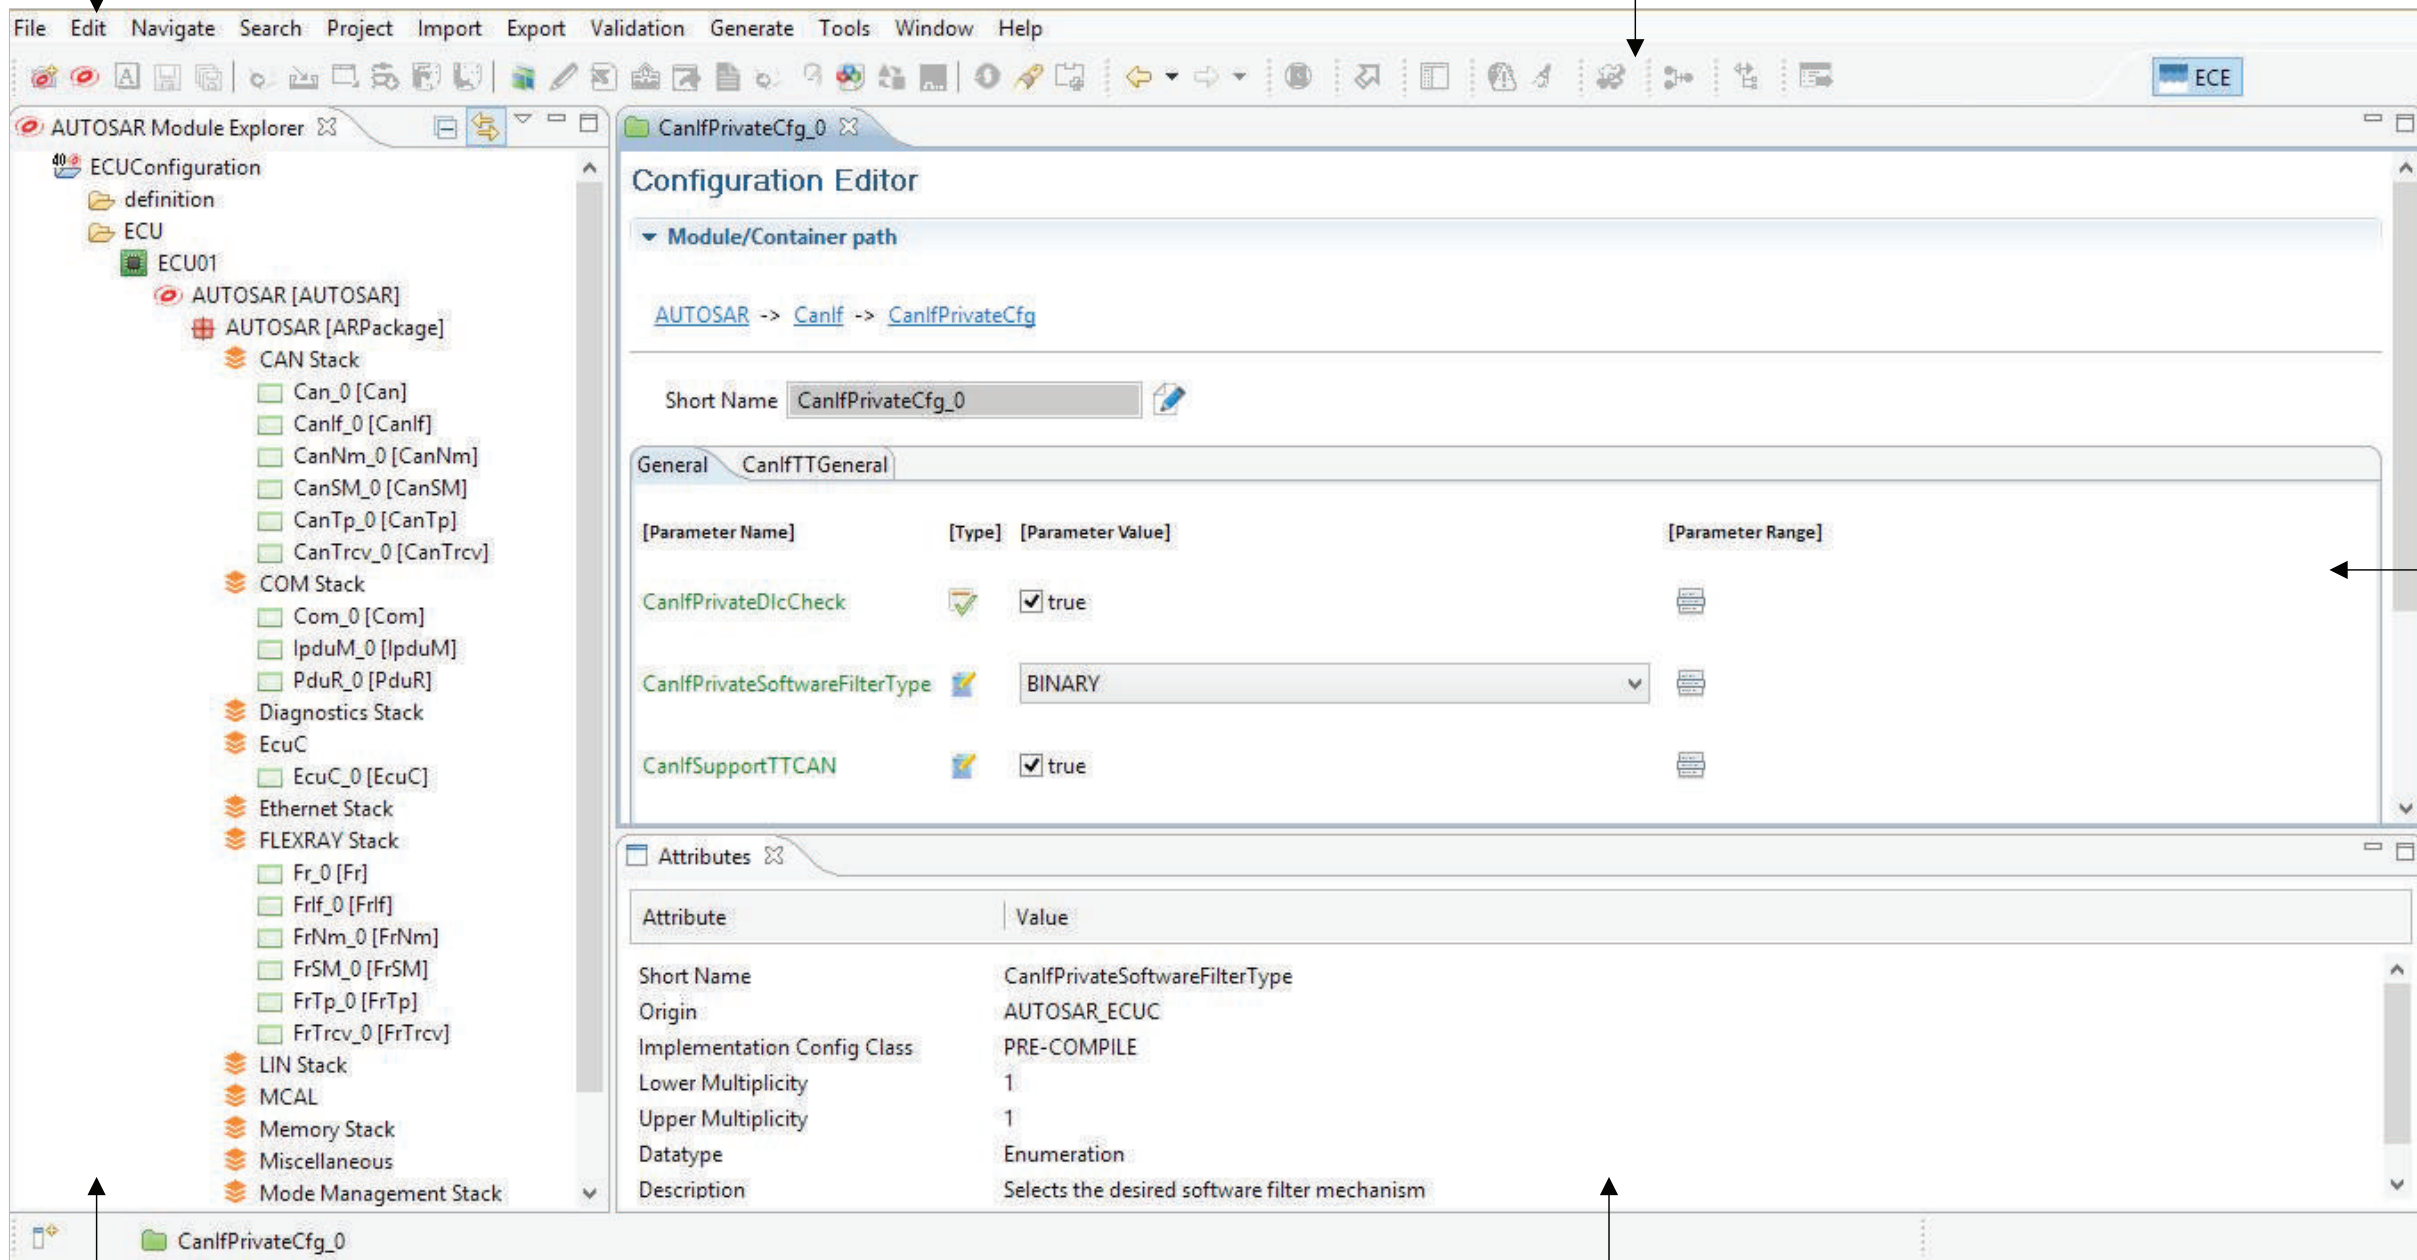 File Edit Navigate Search Project Import Export Validation Generate Tools Window Help
ECE
AUTOSAR Module Explorer
ECUConfiguration
definition
ECU
ECU01
AUTOSAR [AUTOSAR]
AUTOSAR [ARPackage]
CAN Stack
Can_0 [Can]
CanIf_0 [CanIf]
CanNm_0 [CanNm]
CanSM_0 [CanSM]
CanTp_0 [CanTp]
CanTrcv_0 [CanTrcv]
COM Stack
Com_0 [Com]
IpduM_0 [IpduM]
PduR_0 [PduR]
Diagnostics Stack
EcuC
EcuC_0 [EcuC]
Ethernet Stack
FLEXRAY Stack
Fr_0 [Fr]
FrIf_0 [FrIf]
FrNm_0 [FrNm]
FrSM_0 [FrSM]
FrTp_0 [FrTp]
FrTrcv_0 [FrTrcv]
LIN Stack
MCAL
Memory Stack
Miscellaneous
Mode Management Stack
CanIfPrivateCfg_0
Configuration Editor
Module/Container path
AUTOSAR -> CanIf -> CanIfPrivateCfg
Short Name CanIfPrivateCfg_0
General CanIfTTGeneral
[Parameter Name] [Type] [Parameter Value] [Parameter Range]
CanIfPrivateDlcCheck true
CanIfPrivateSoftwareFilterType BINARY
CanIfSupportTTCAN true
Attributes
Attribute Value
Short Name CanIfPrivateSoftwareFilterType
Origin AUTOSAR_ECUC
Implementation Config Class PRE-COMPILE
Lower Multiplicity 1
Upper Multiplicity 1
Datatype Enumeration
Description Selects the desired software filter mechanism
CanIfPrivateCfg_0